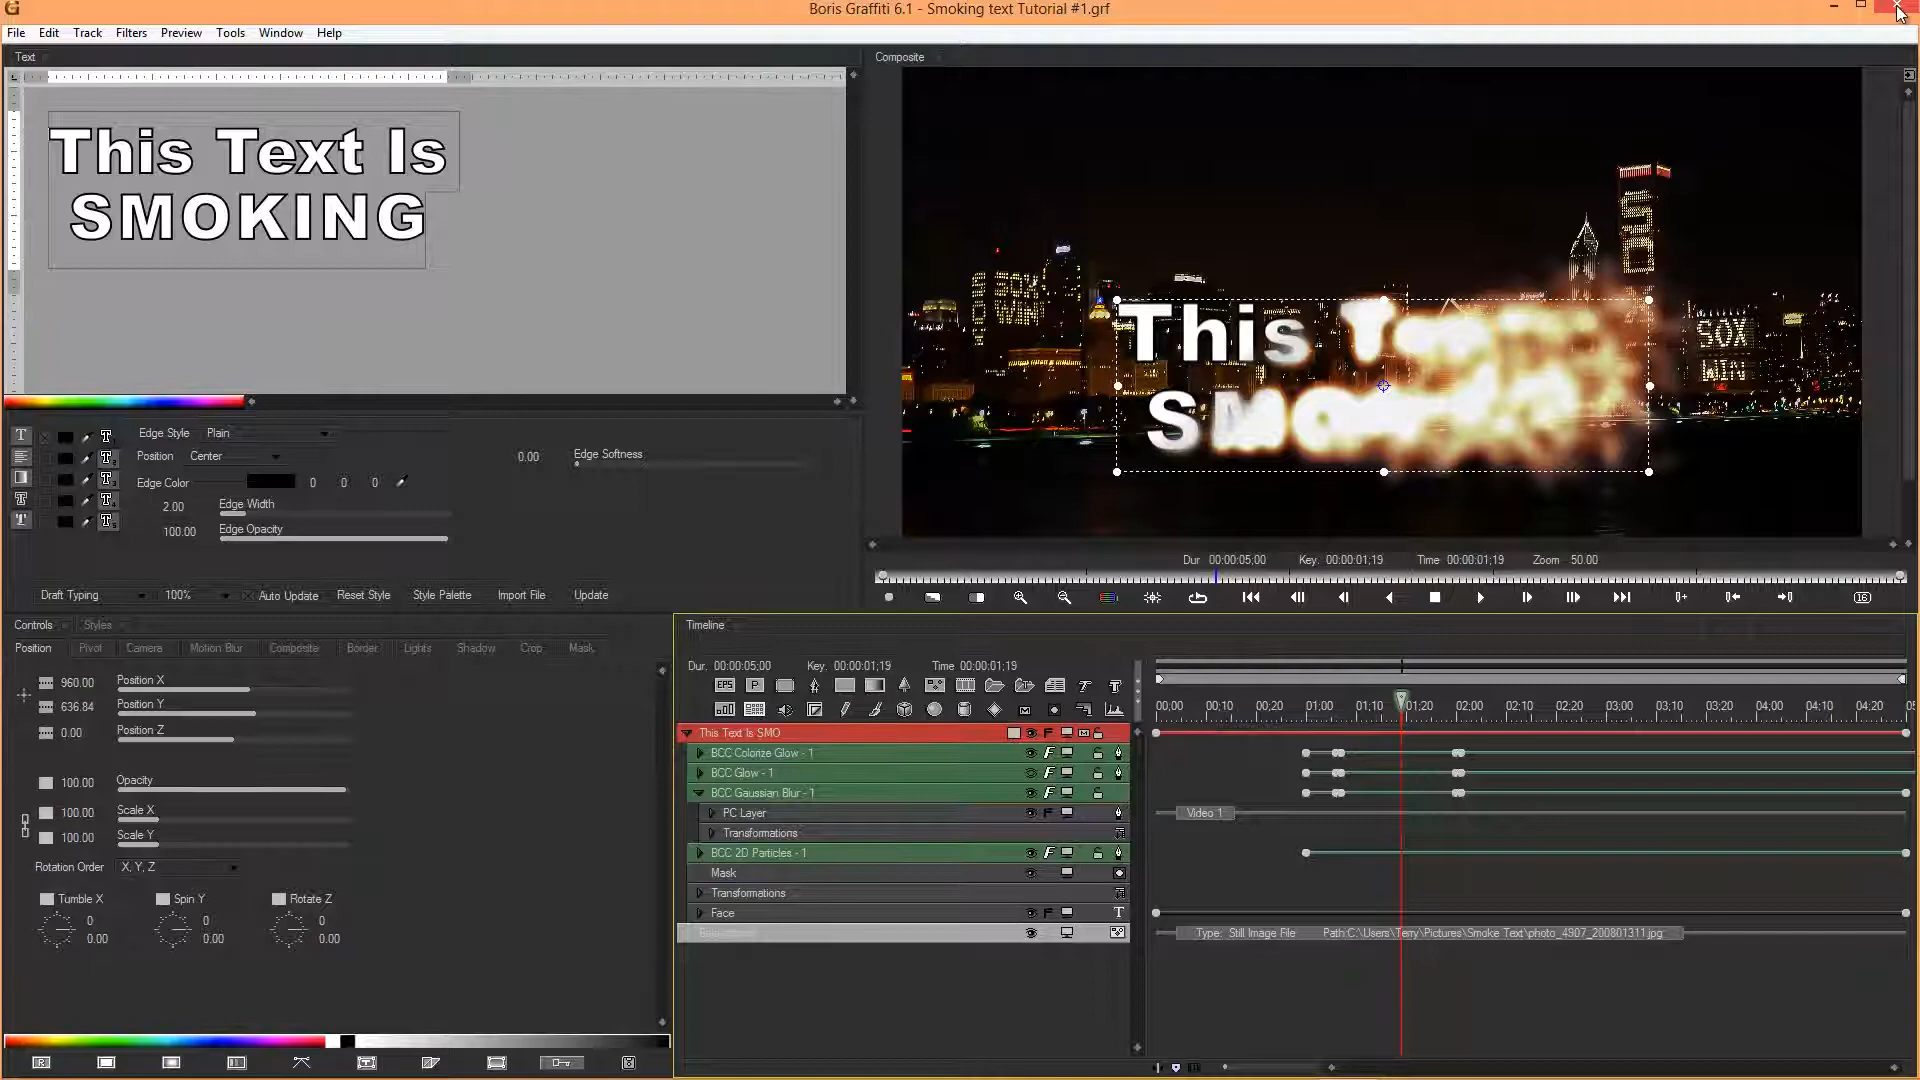 Boris Graffiti 6.1 - Smoking text Tutorial #1.grf
File Edit Track Filters Preview Tools Window Help
Text
This Text Is
SMOKING
Edge Style Plain
Position Center
Edge Color 0 0 0
2.00 Edge Width
100.00 Edge Opacity
0.00 Edge Softness
Draft Typing 100% Auto Update Reset Style Style Palette Import File Update
Composite
SOX
WIN
This
SOX
WIN
Dur 00:00:05;00 Key. 00:00:01;19 Time 00:00:01;19 Zoom 50.00
Controls Styles
Position Pivot Camera Motion Blur Composite Border Lights Shadow Crop Mask
960.00 Position X
636.84 Position Y
0.00 Position Z
100.00 Opacity
100.00 Scale X
100.00 Scale Y
Rotation Order X, Y, Z
Tumble X Spin Y Rotate Z
0 0 0
0.00 0.00 0.00
Timeline
Dur. 00:00:05;00 Key. 00:00:01;19 Time 00:00:01;19
EPS P
00;00 00;10 00;20 01;00 01;10 01;20 02;00 02;10 02;20 03;00 03;10 03;20 04;00 04;10 04;20
This Text Is SMO
BCC Colorize Glow - 1
BCC Glow - 1
BCC Gaussian Blur - 1
PC Layer Video 1
Transformations
BCC 2D Particles - 1
Mask
Transformations
Face
Type: Still Image File Path:C:\Users\Terry\Pictures\Smoke Text\photo_4907_200801311.jpg